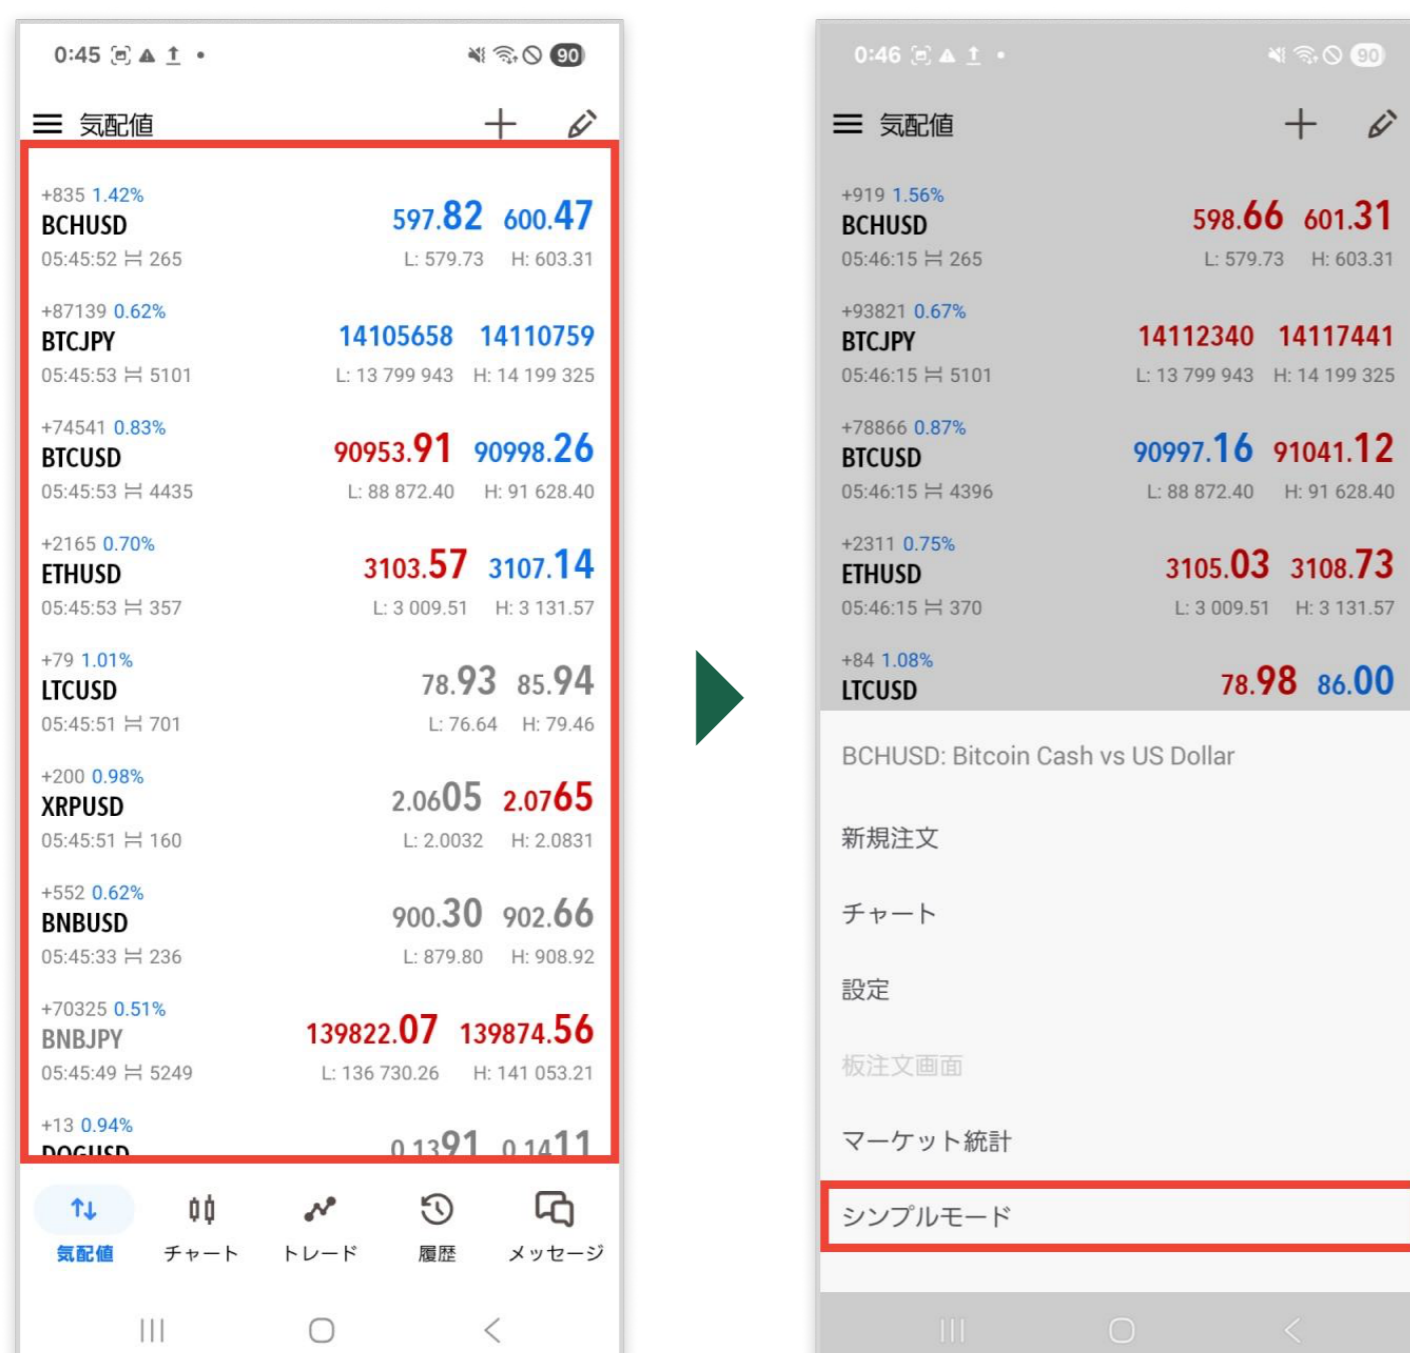 0:45
90
気配値
+835 1.42%
BCHUSD
597.82 600.47
05:45:52 265
L: 579.73 H: 603.31
+87139 0.62%
BTCJPY
14105658 14110759
05:45:53 5101
L: 13 799 943 H: 14 199 325
+74541 0.83%
BTCUSD
90953.91 90998.26
05:45:53 4435
L: 88 872.40 H: 91 628.40
+2165 0.70%
ETHUSD
3103.57 3107.14
05:45:53 357
L: 3 009.51 H: 3 131.57
+79 1.01%
LTCUSD
78.93 85.94
05:45:51 701
L: 76.64 H: 79.46
+200 0.98%
XRPUSD
2.0605 2.0765
05:45:51 160
L: 2.0032 H: 2.0831
+552 0.62%
BNBUSD
900.30 902.66
05:45:33 236
L: 879.80 H: 908.92
+70325 0.51%
BNBJPY
139822.07 139874.56
05:45:49 5249
L: 136 730.26 H: 141 053.21
+13 0.94%
DOGUSD
0.1391 0.1411
気配値 チャート トレード 履歴 メッセージ
0:46
90
気配値
+919 1.56%
BCHUSD
598.66 601.31
05:46:15 265
L: 579.73 H: 603.31
+93821 0.67%
BTCJPY
14112340 14117441
05:46:15 5101
L: 13 799 943 H: 14 199 325
+78866 0.87%
BTCUSD
90997.16 91041.12
05:46:15 4396
L: 88 872.40 H: 91 628.40
+2311 0.75%
ETHUSD
3105.03 3108.73
05:46:15 370
L: 3 009.51 H: 3 131.57
+84 1.08%
LTCUSD
78.98 86.00
BCHUSD: Bitcoin Cash vs US Dollar
新規注文
チャート
設定
板注文画面
マーケット統計
シンプルモード